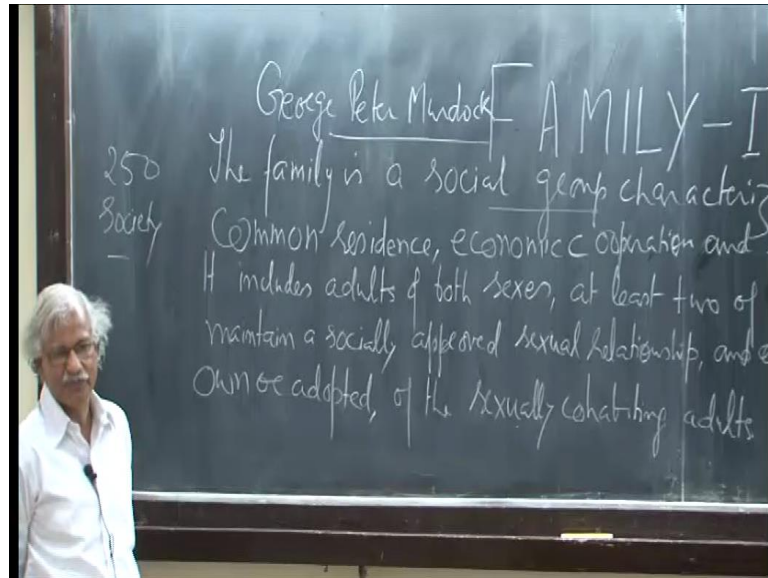 George Peter Murdock FAMILY - I
250
Society
The family is a social group characteriz
Common residence, economic cooperation and
It includes adults of both sexes, at least two of
maintain a socially approved sexual relationship, and
own or adopted, of the sexually cohabiting adults